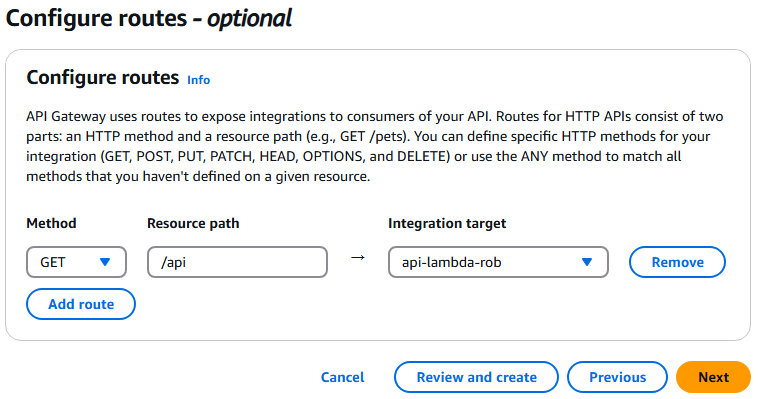 Configure routes - optional
Configure routes Info
API Gateway uses routes to expose integrations to consumers of your API. Routes for HTTP APIs consist of two
parts: an HTTP method and a resource path (e.g., GET /pets). You can define specific HTTP methods for your
integration (GET, POST, PUT, PATCH, HEAD, OPTIONS, and DELETE) or use the ANY method to match all
methods that you haven't defined on a given resource.
Method Resource path Integration target
GET /api → api-lambda-rob Remove
Add route
Cancel Review and create Previous Next